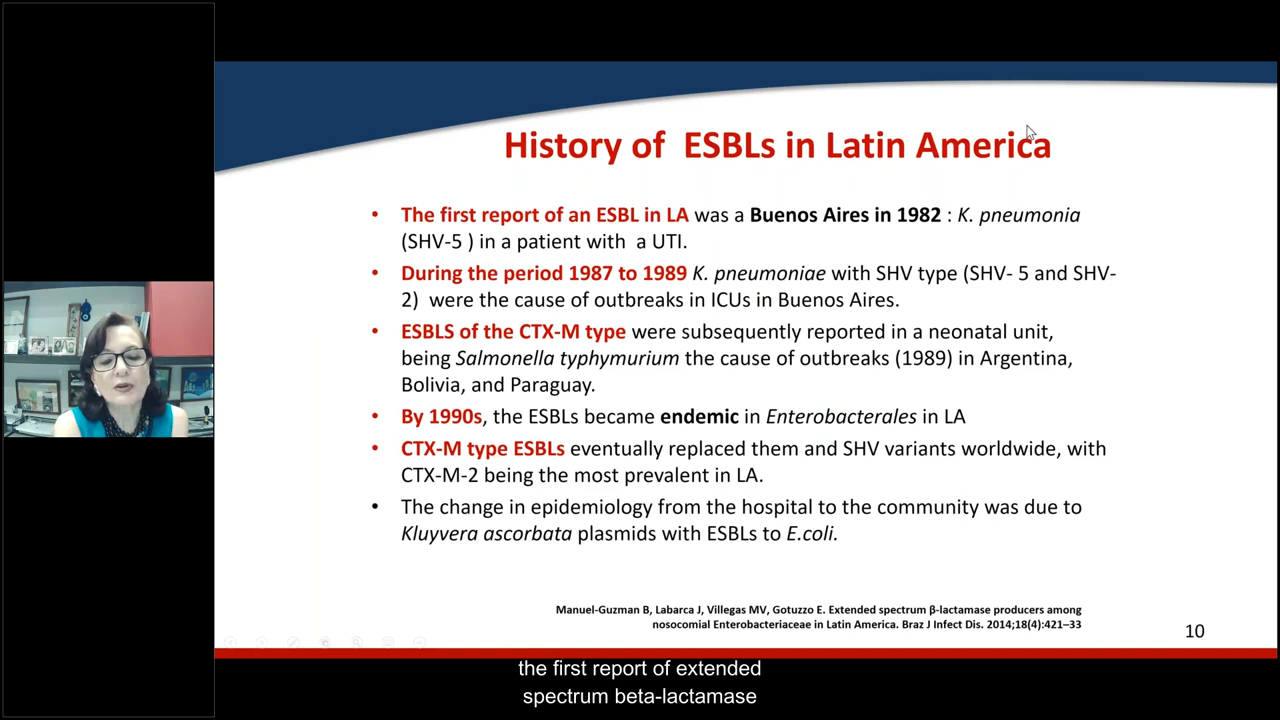 History of ESBLs in Latin America
• The first report of an ESBL in LA was a Buenos Aires in 1982 : K. pneumonia
(SHV-5 ) in a patient with a UTI.
• During the period 1987 to 1989 K. pneumoniae with SHV type (SHV- 5 and SHV-
2) were the cause of outbreaks in ICUs in Buenos Aires.
• ESBLS of the CTX-M type were subsequently reported in a neonatal unit,
being Salmonella typhymurium the cause of outbreaks (1989) in Argentina,
Bolivia, and Paraguay.
• By 1990s, the ESBLs became endemic in Enterobacterales in LA
• CTX-M type ESBLs eventually replaced them and SHV variants worldwide, with
CTX-M-2 being the most prevalent in LA.
• The change in epidemiology from the hospital to the community was due to
Kluyvera ascorbata plasmids with ESBLs to E.coli.
Manuel-Guzman B, Labarca J, Villegas MV, Gotuzzo E. Extended spectrum β-lactamase producers among
nosocomial Enterobacteriaceae in Latin America. Braz J Infect Dis. 2014;18(4):421–33
10
the first report of extended
spectrum beta-lactamase